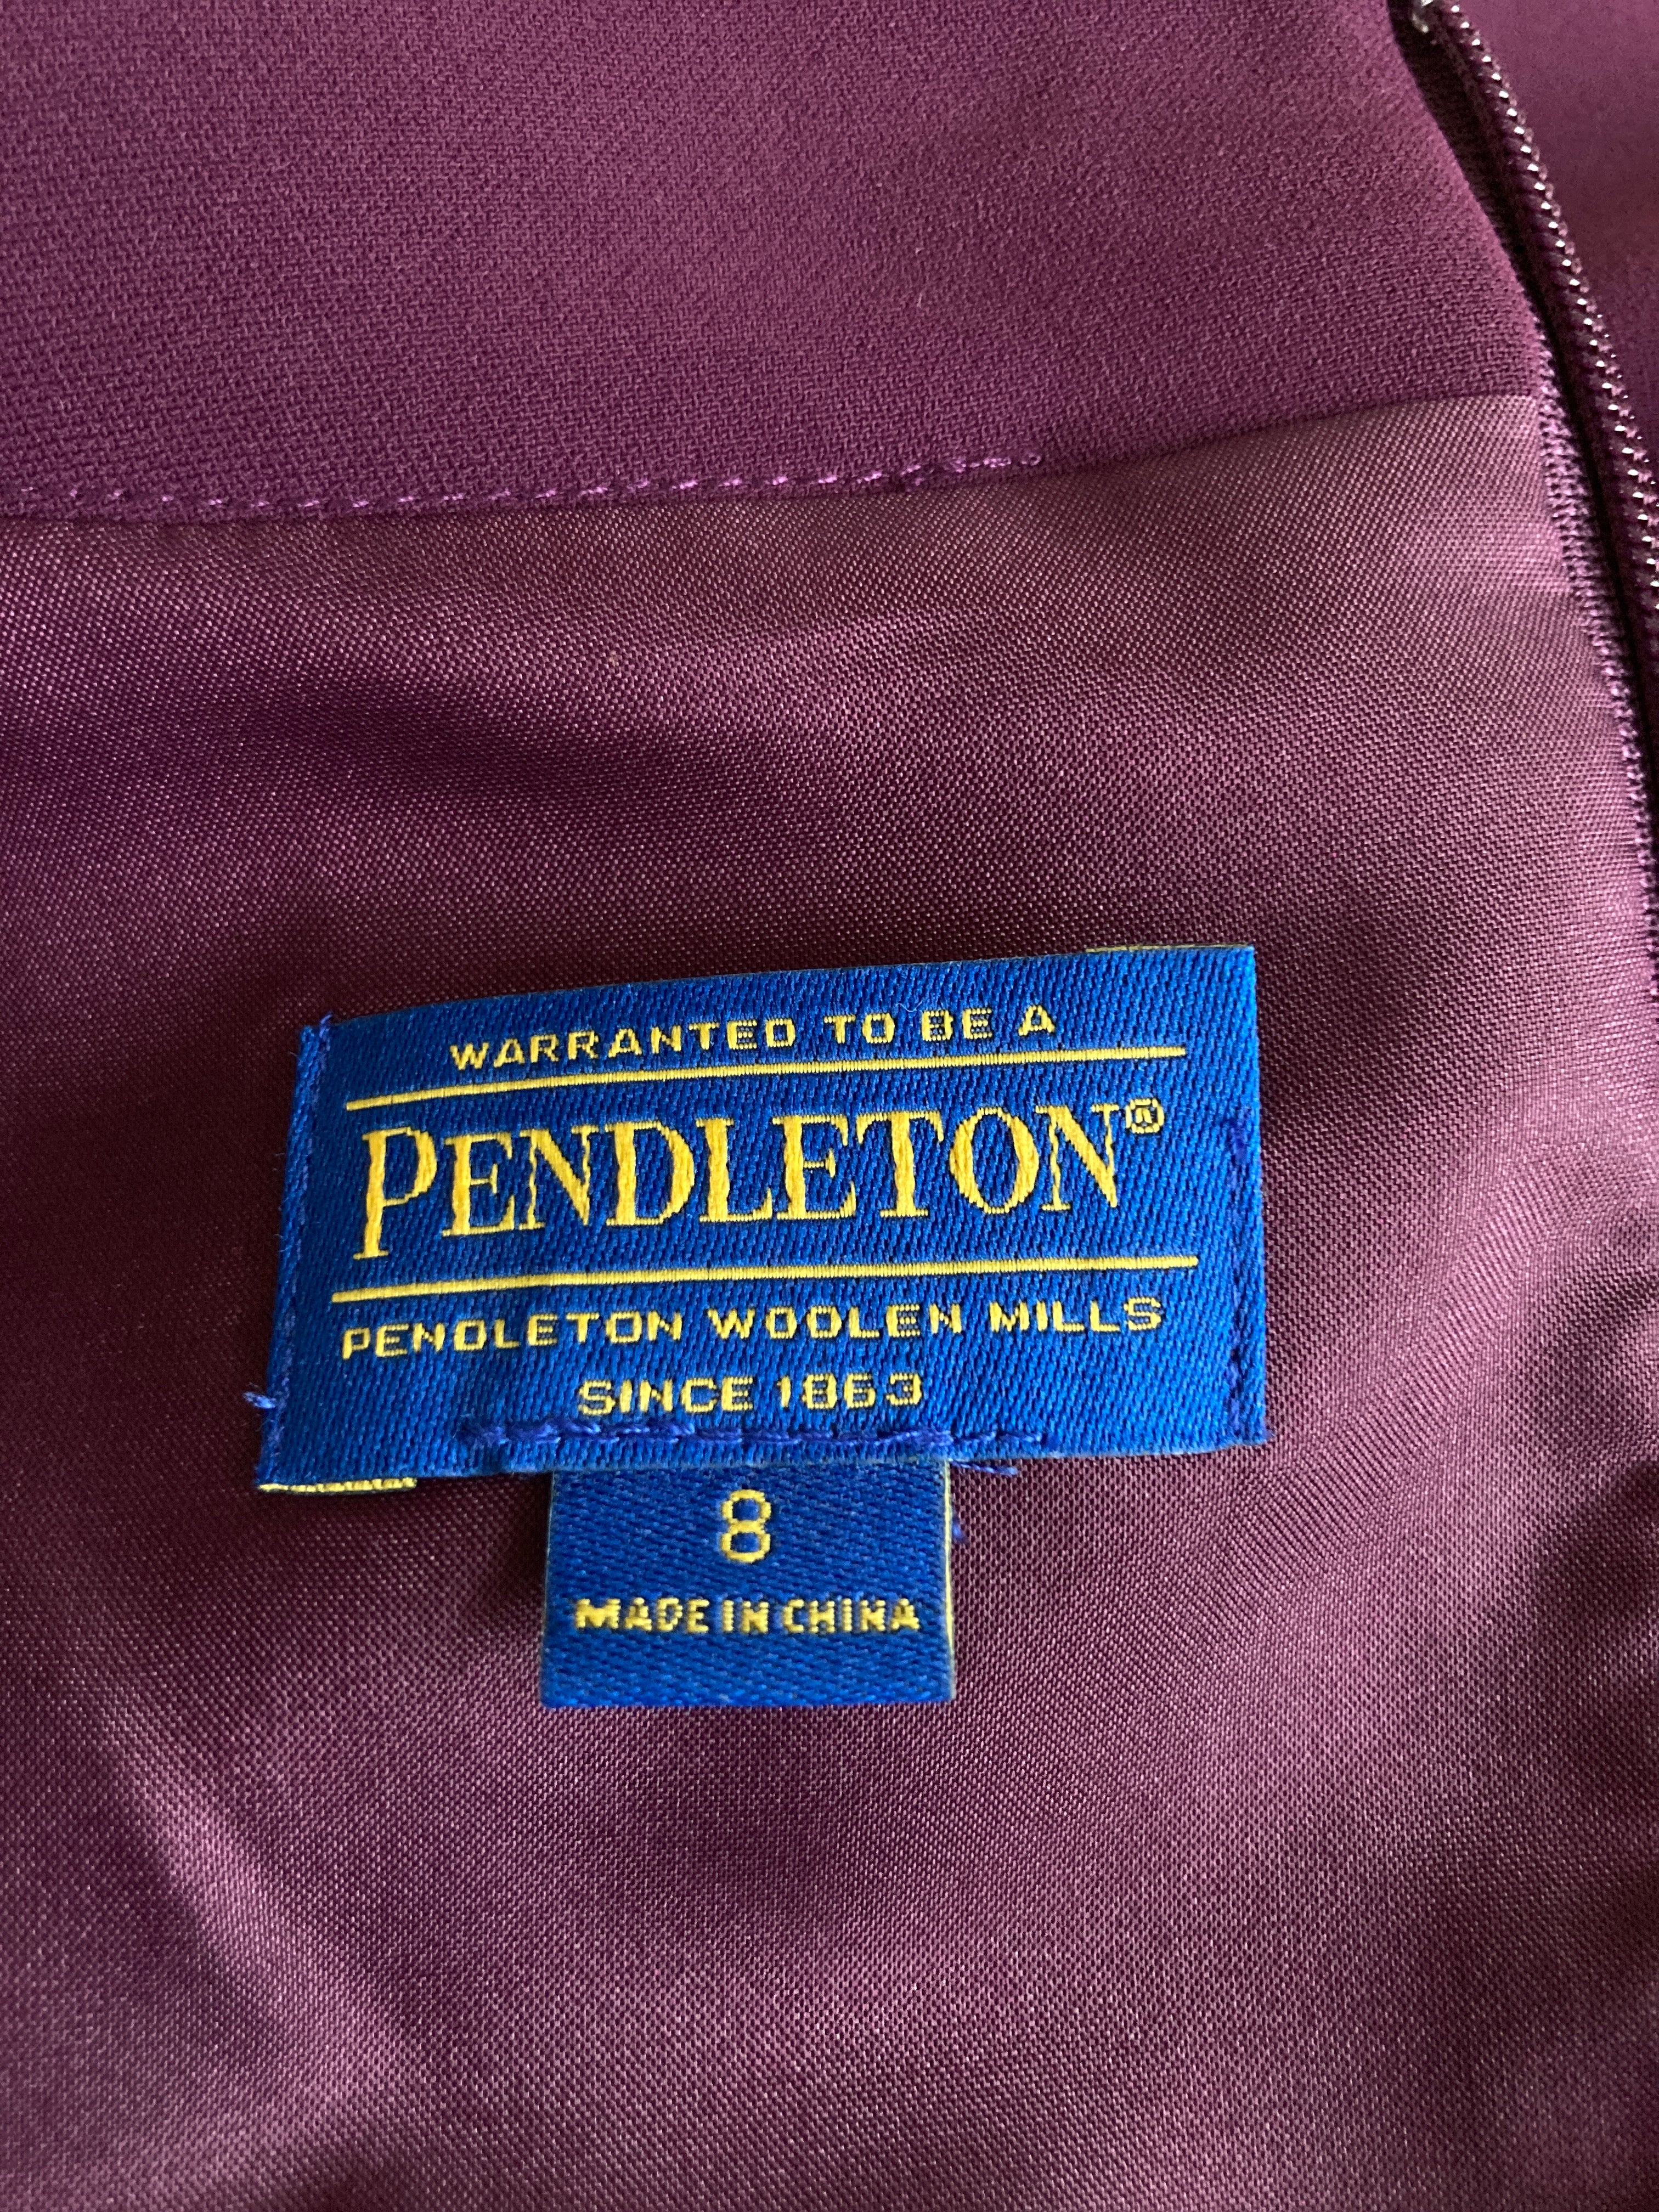 WARRANTED TO BE A
PENDLETON®
PENDLETON WOOLEN MILLS
SINCE 1863
8
MADE IN CHINA